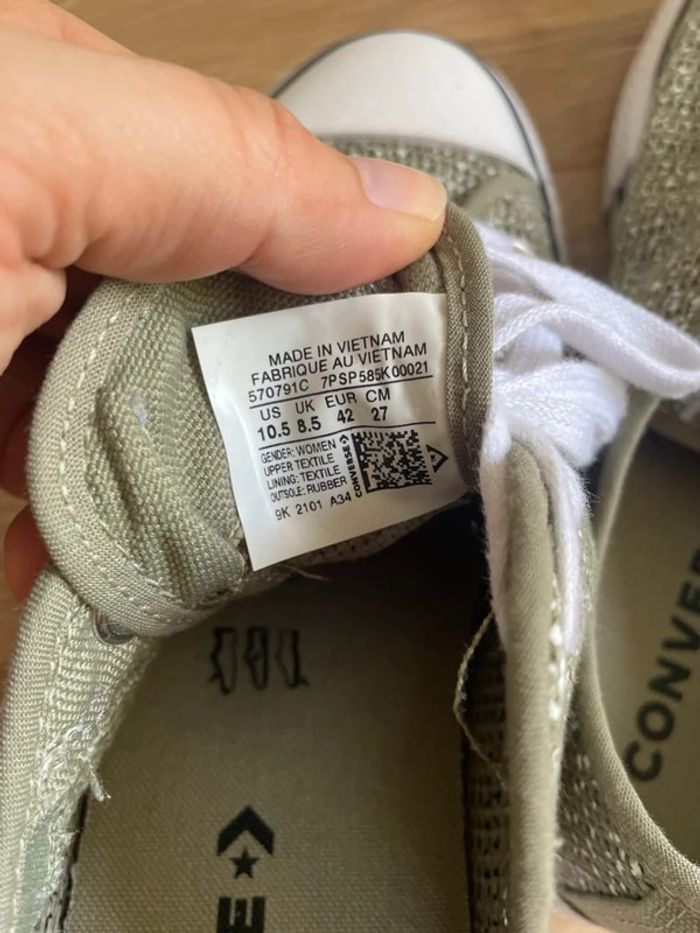 MADE IN VIETNAM
FABRIQUE AU VIETNAM
570791C 7PSP585K00021
US UK EUR CM
10.5 8.5 42 27
GENDER: WOMEN
UPPER TEXTILE
LINING: TEXTILE
OUTSOLE: RUBBER
CONVERSE
9K 2101 A34
E
CONVER